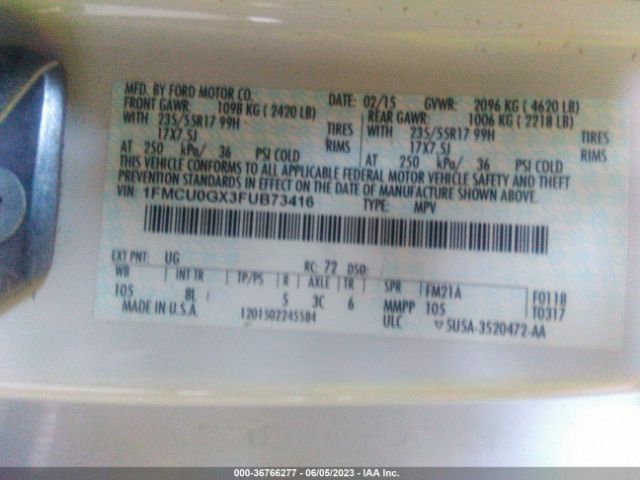 MFD. BY FORD MOTOR CO. DATE: 02/15 GVWR: 2096 KG ( 4620 LB)
FRONT GAWR: 1098 KG ( 2420 LB) REAR GAWR: 1006 KG ( 2218 LB)
WITH 235/55R17 99H TIRES WITH 235/55R17 99H TIRES
17X7.5J RIMS 17X7.5J RIMS
AT 250 kPa/ 36 PSI COLD AT 250 kPa/ 36 PSI COLD
THIS VEHICLE CONFORMS TO ALL APPLICABLE FEDERAL MOTOR VEHICLE SAFETY AND THEFT
PREVENTION STANDARDS IN EFFECT ON THE DATE OF MANUFACTURE SHOWN ABOVE.
VIN: 1FMCU0GX3FUB73416 TYPE: MPV
EXT PNT: UG RC: 72 DSO:
WB INT TR TP/PS R AXLE TR SPR FM21A F0118
105 8L 5 3C 6 MMPP 105 T0317
MADE IN U.S.A. 1201502245584 ULC 5U5A-3520472-AA
000-36766277 - 06/05/2023 - IAA Inc.